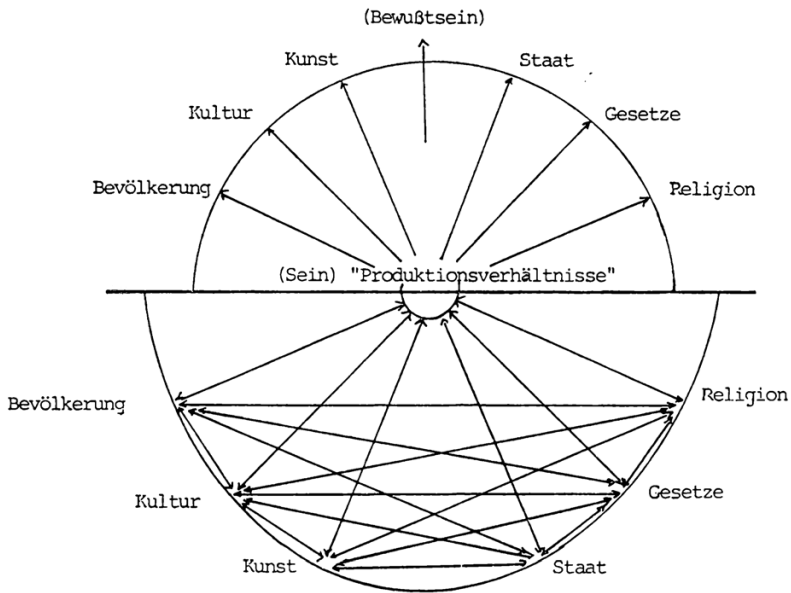 (Bewußtsein)
Kunst
Staat
Kultur
Gesetze
Bevölkerung
Religion
(Sein) "Produktionsverhältnisse"
Bevölkerung
Religion
Kultur
Gesetze
Kunst
Staat